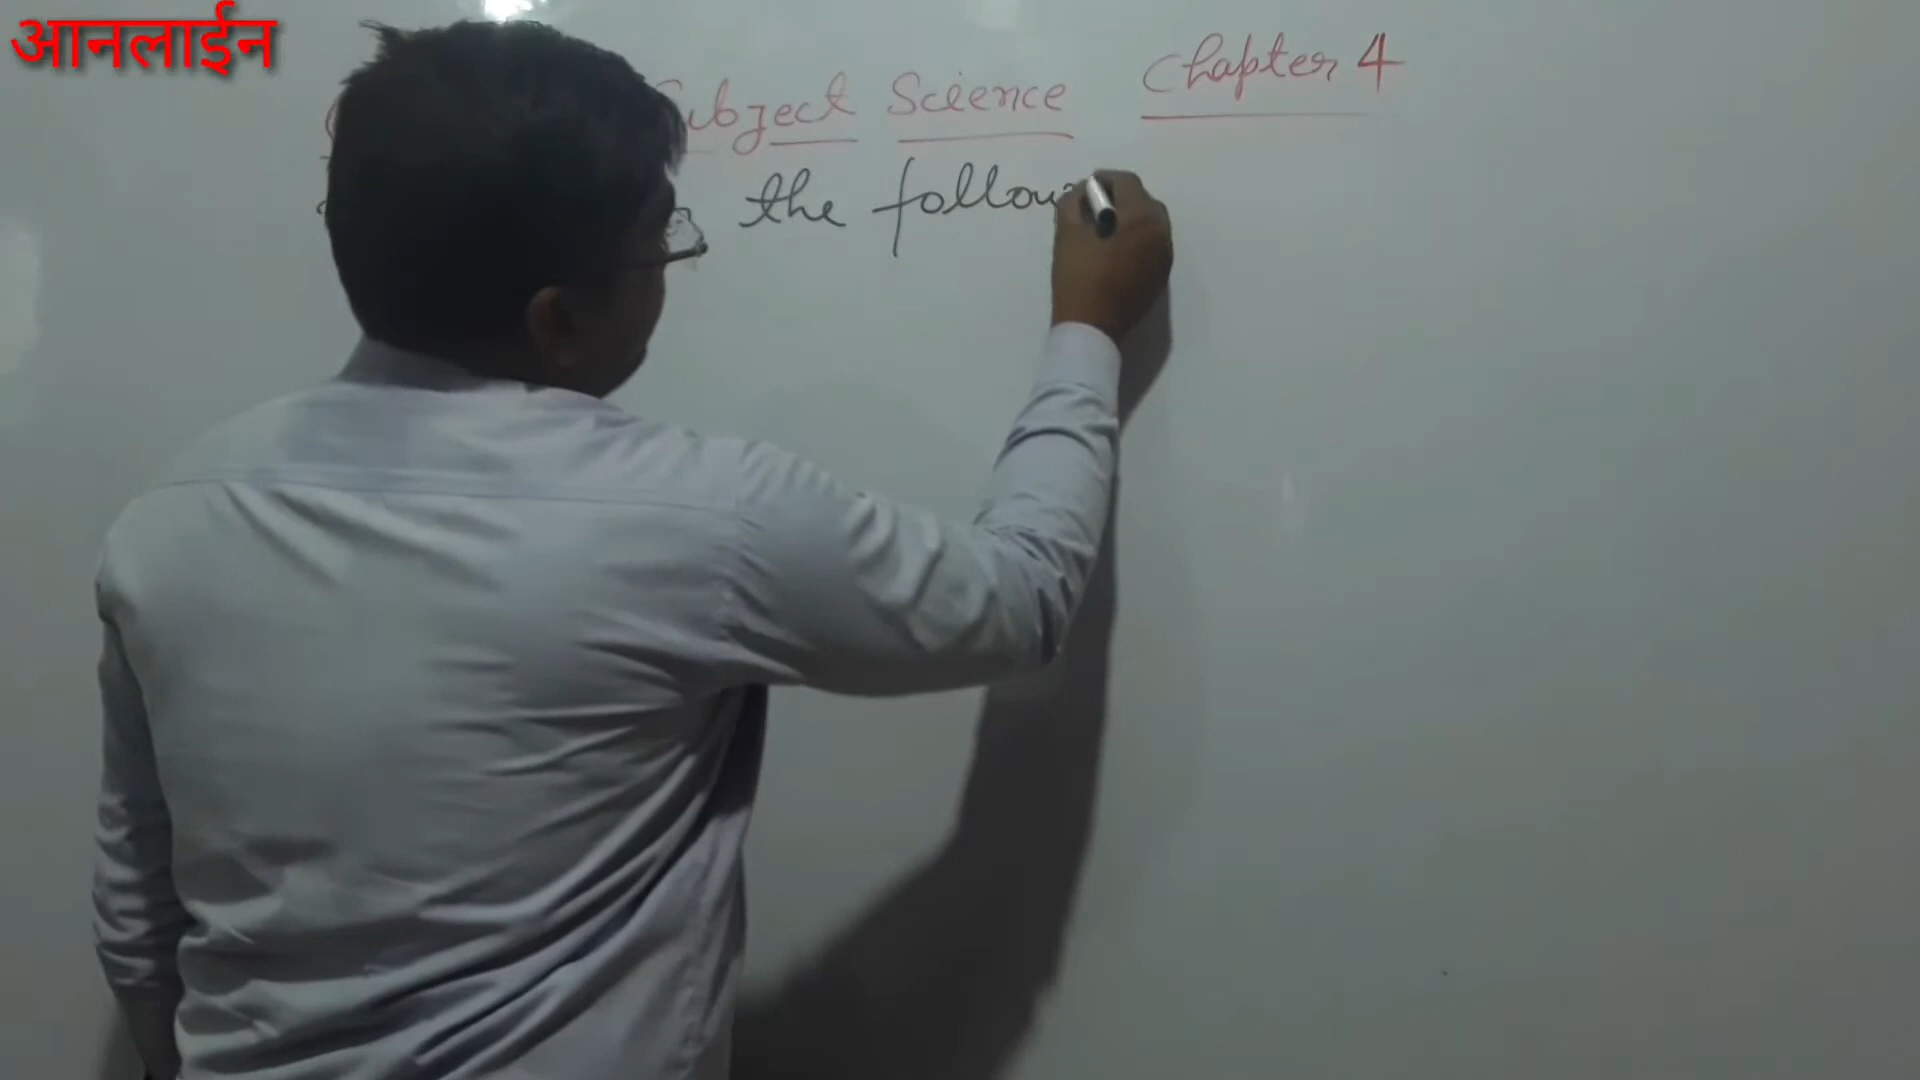 आनलाईन
Subject Science Chapter 4
the follow